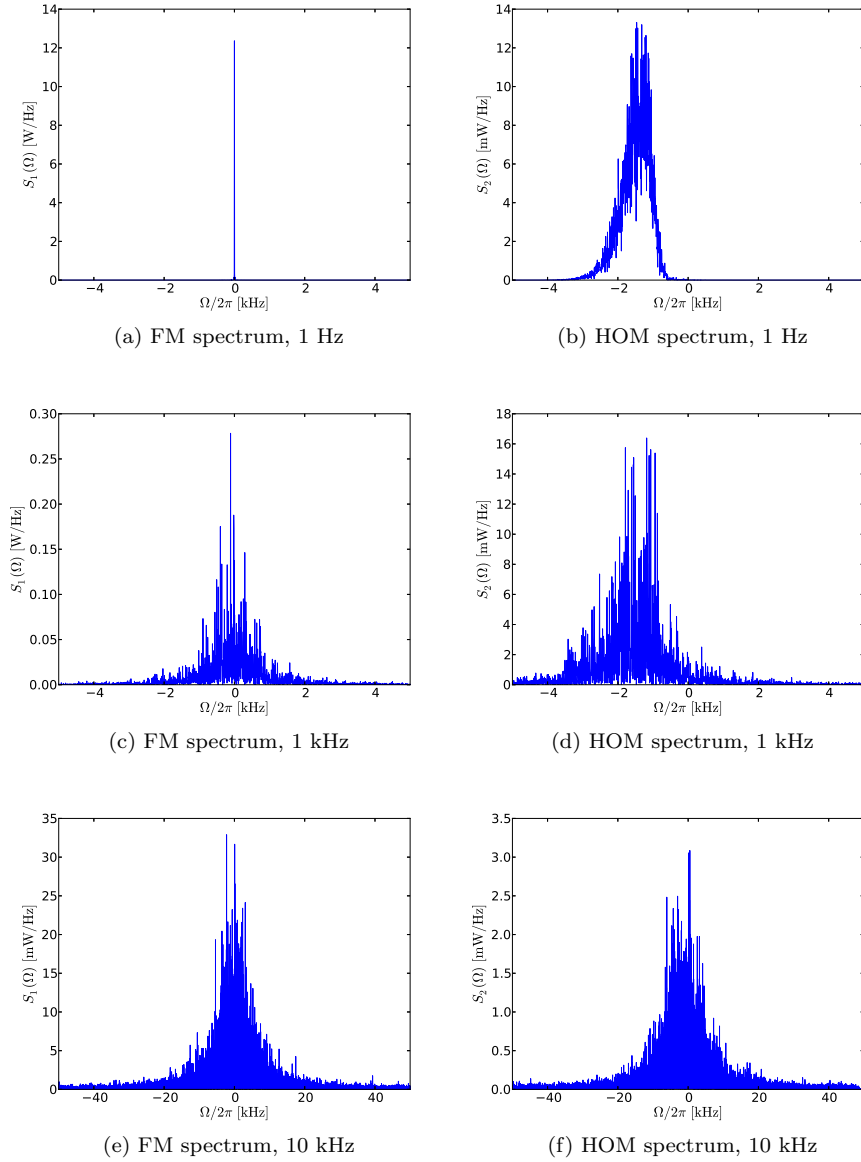 14
12
10
8
6
4
2
0
S₁(Ω) [W/Hz]
−4 −2 0 2 4
Ω/2π [kHz]
(a) FM spectrum, 1 Hz
14
12
10
8
6
4
2
0
S₂(Ω) [mW/Hz]
−4 −2 0 2 4
Ω/2π [kHz]
(b) HOM spectrum, 1 Hz
0.30
0.25
0.20
0.15
0.10
0.05
0.00
S₁(Ω) [W/Hz]
−4 −2 0 2 4
Ω/2π [kHz]
(c) FM spectrum, 1 kHz
18
16
14
12
10
8
6
4
2
0
S₂(Ω) [mW/Hz]
−4 −2 0 2 4
Ω/2π [kHz]
(d) HOM spectrum, 1 kHz
35
30
25
20
15
10
5
0
S₁(Ω) [mW/Hz]
−40 −20 0 20 40
Ω/2π [kHz]
(e) FM spectrum, 10 kHz
3.5
3.0
2.5
2.0
1.5
1.0
0.5
0.0
S₂(Ω) [mW/Hz]
−40 −20 0 20 40
Ω/2π [kHz]
(f) HOM spectrum, 10 kHz